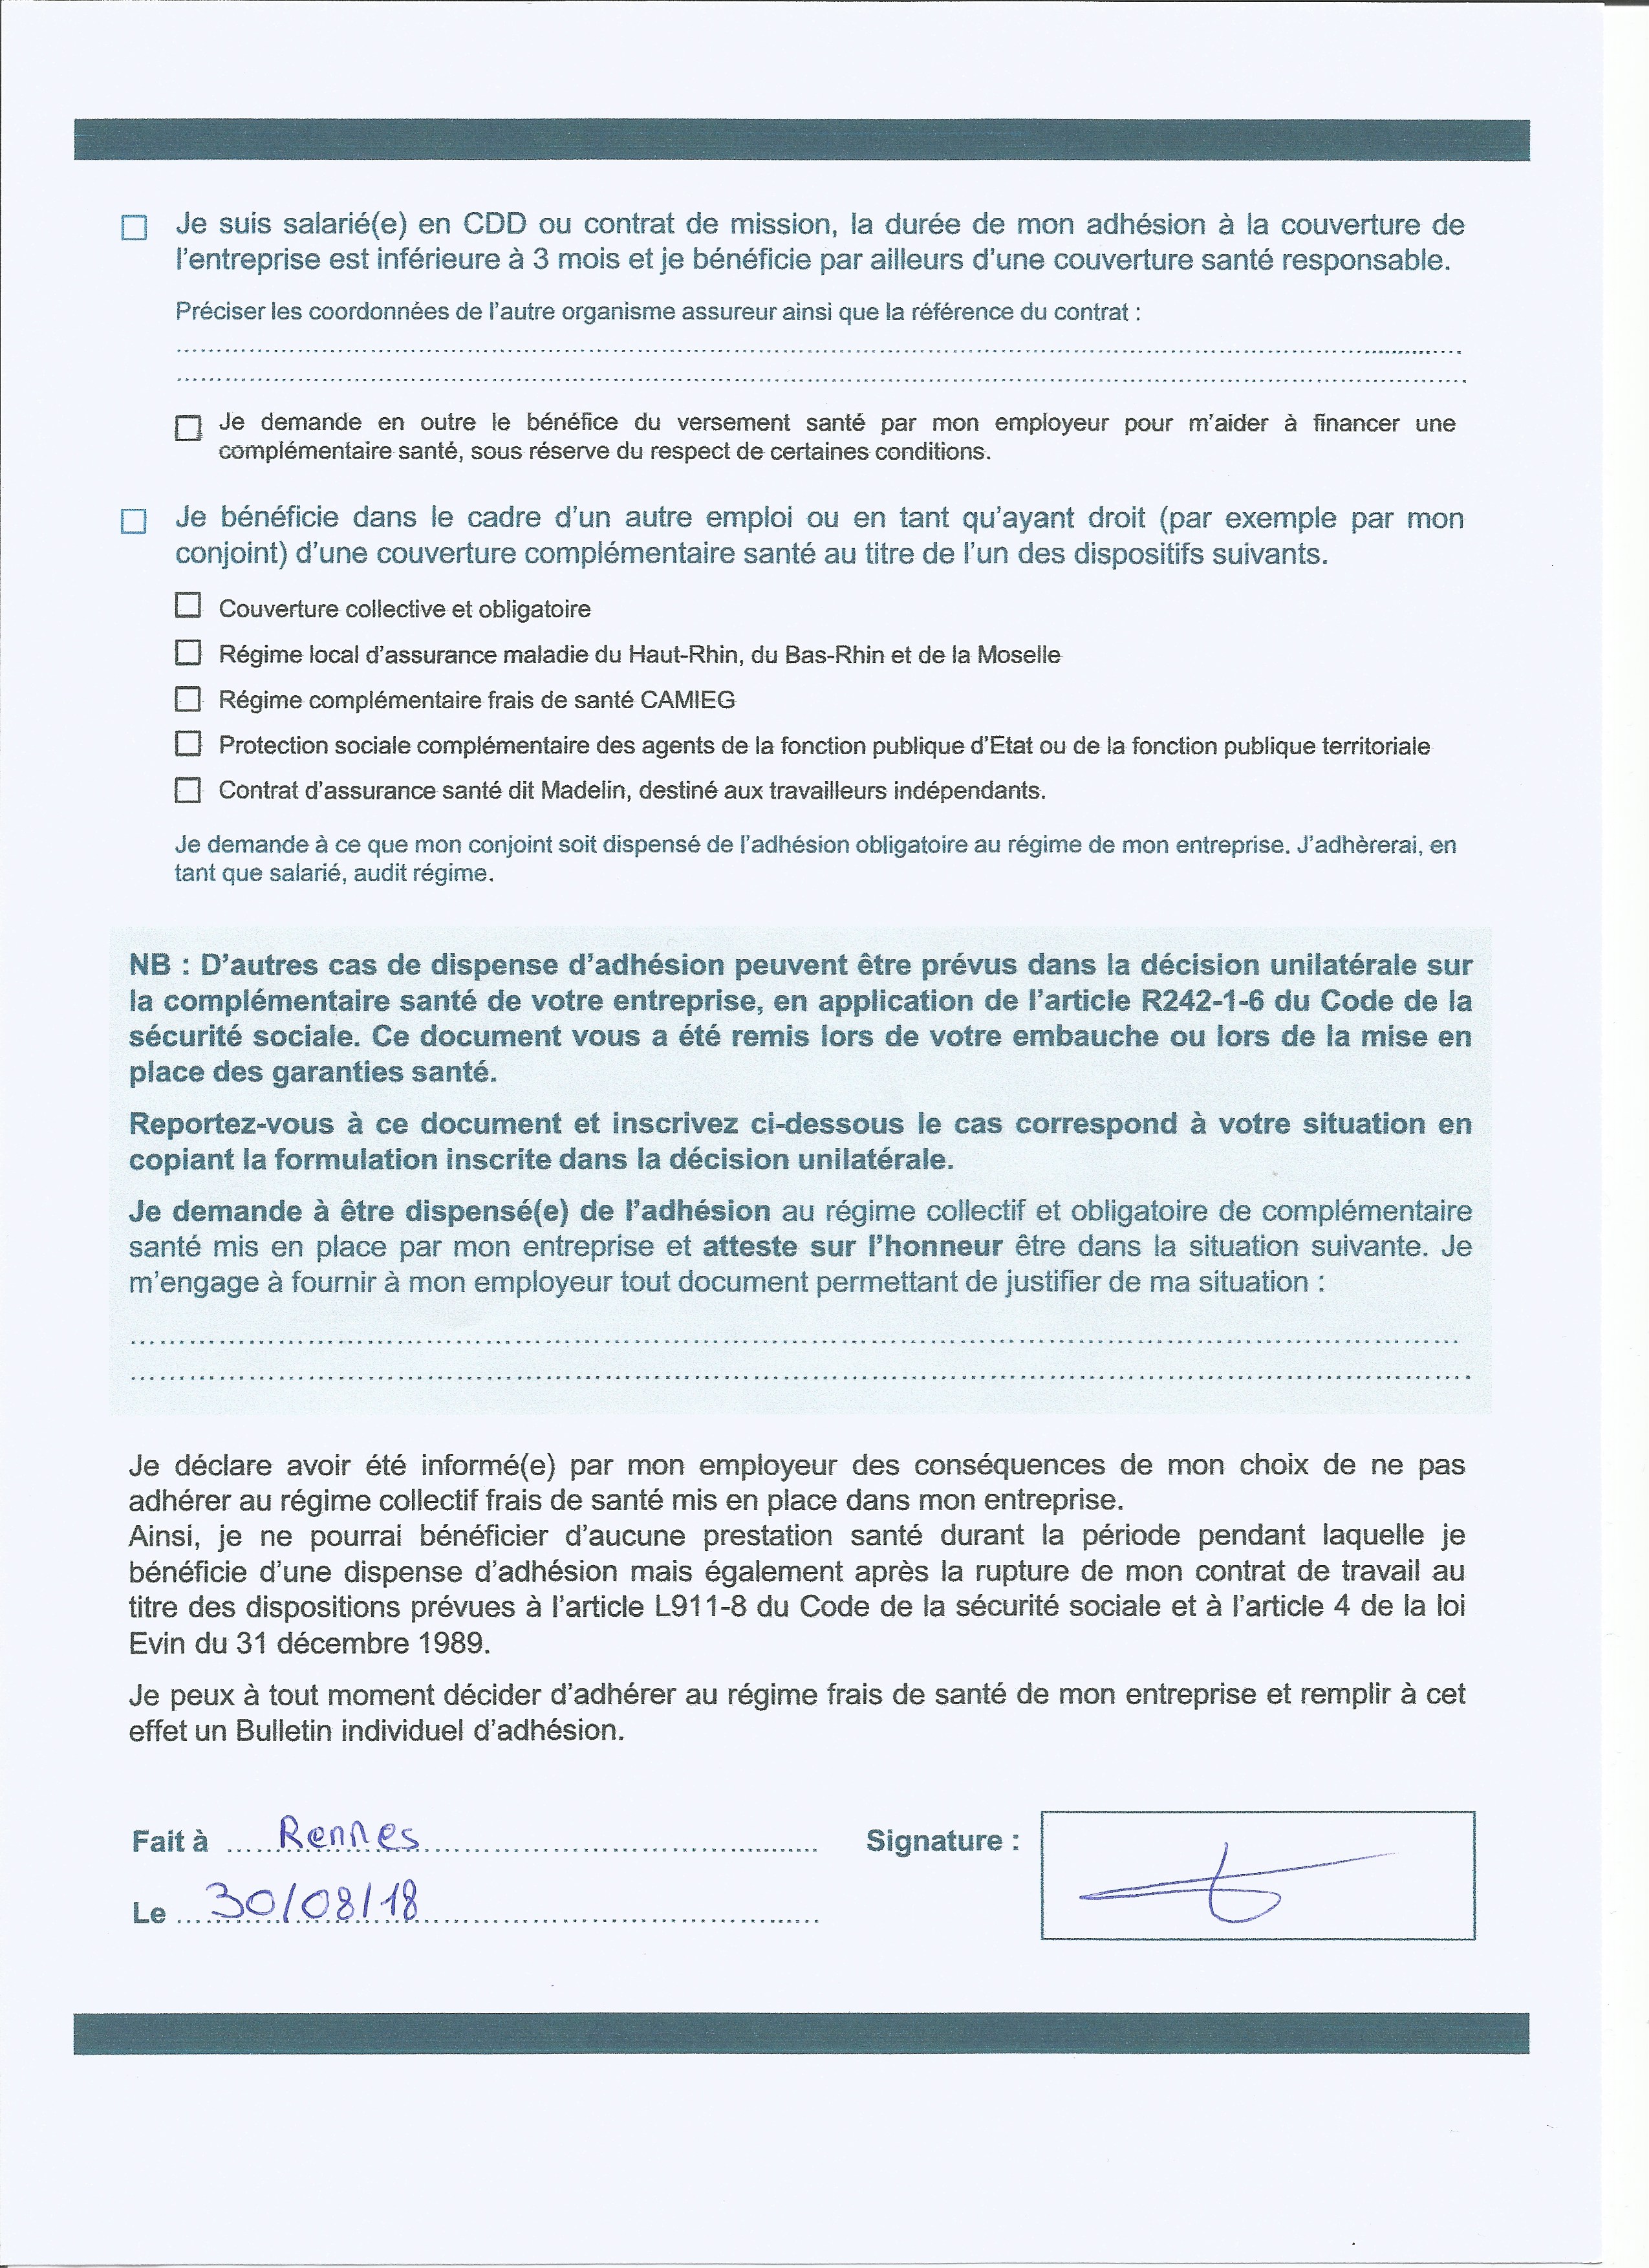 Je suis salarié(e) en CDD ou contrat de mission, la durée de mon adhésion à la couverture de
l'entreprise est inférieure à 3 mois et je bénéficie par ailleurs d'une couverture santé responsable.
Préciser les coordonnées de l'autre organisme assureur ainsi que la référence du contrat :
Je demande en outre le bénéfice du versement santé par mon employeur pour m'aider à financer une
complémentaire santé, sous réserve du respect de certaines conditions.
Je bénéficie dans le cadre d'un autre emploi ou en tant qu'ayant droit (par exemple par mon
conjoint) d'une couverture complémentaire santé au titre de l'un des dispositifs suivants.
Couverture collective et obligatoire
Régime local d'assurance maladie du Haut-Rhin, du Bas-Rhin et de la Moselle
Régime complémentaire frais de santé CAMIEG
Protection sociale complémentaire des agents de la fonction publique d'Etat ou de la fonction publique territoriale
Contrat d'assurance santé dit Madelin, destiné aux travailleurs indépendants.
Je demande à ce que mon conjoint soit dispensé de l'adhésion obligatoire au régime de mon entreprise. J'adhèrerai, en
tant que salarié, audit régime.
NB : D'autres cas de dispense d'adhésion peuvent être prévus dans la décision unilatérale sur
la complémentaire santé de votre entreprise, en application de l'article R242-1-6 du Code de la
sécurité sociale. Ce document vous a été remis lors de votre embauche ou lors de la mise en
place des garanties santé.
Reportez-vous à ce document et inscrivez ci-dessous le cas correspond à votre situation en
copiant la formulation inscrite dans la décision unilatérale.
Je demande à être dispensé(e) de l'adhésion au régime collectif et obligatoire de complémentaire
santé mis en place par mon entreprise et atteste sur l'honneur être dans la situation suivante. Je
m'engage à fournir à mon employeur tout document permettant de justifier de ma situation :
Je déclare avoir été informé(e) par mon employeur des conséquences de mon choix de ne pas
adhérer au régime collectif frais de santé mis en place dans mon entreprise.
Ainsi, je ne pourrai bénéficier d'aucune prestation santé durant la période pendant laquelle je
bénéficie d'une dispense d'adhésion mais également après la rupture de mon contrat de travail au
titre des dispositions prévues à l'article L911-8 du Code de la sécurité sociale et à l'article 4 de la loi
Evin du 31 décembre 1989.
Je peux à tout moment décider d'adhérer au régime frais de santé de mon entreprise et remplir à cet
effet un Bulletin individuel d'adhésion.
Fait à Rennes Signature :
Le 30/08/18